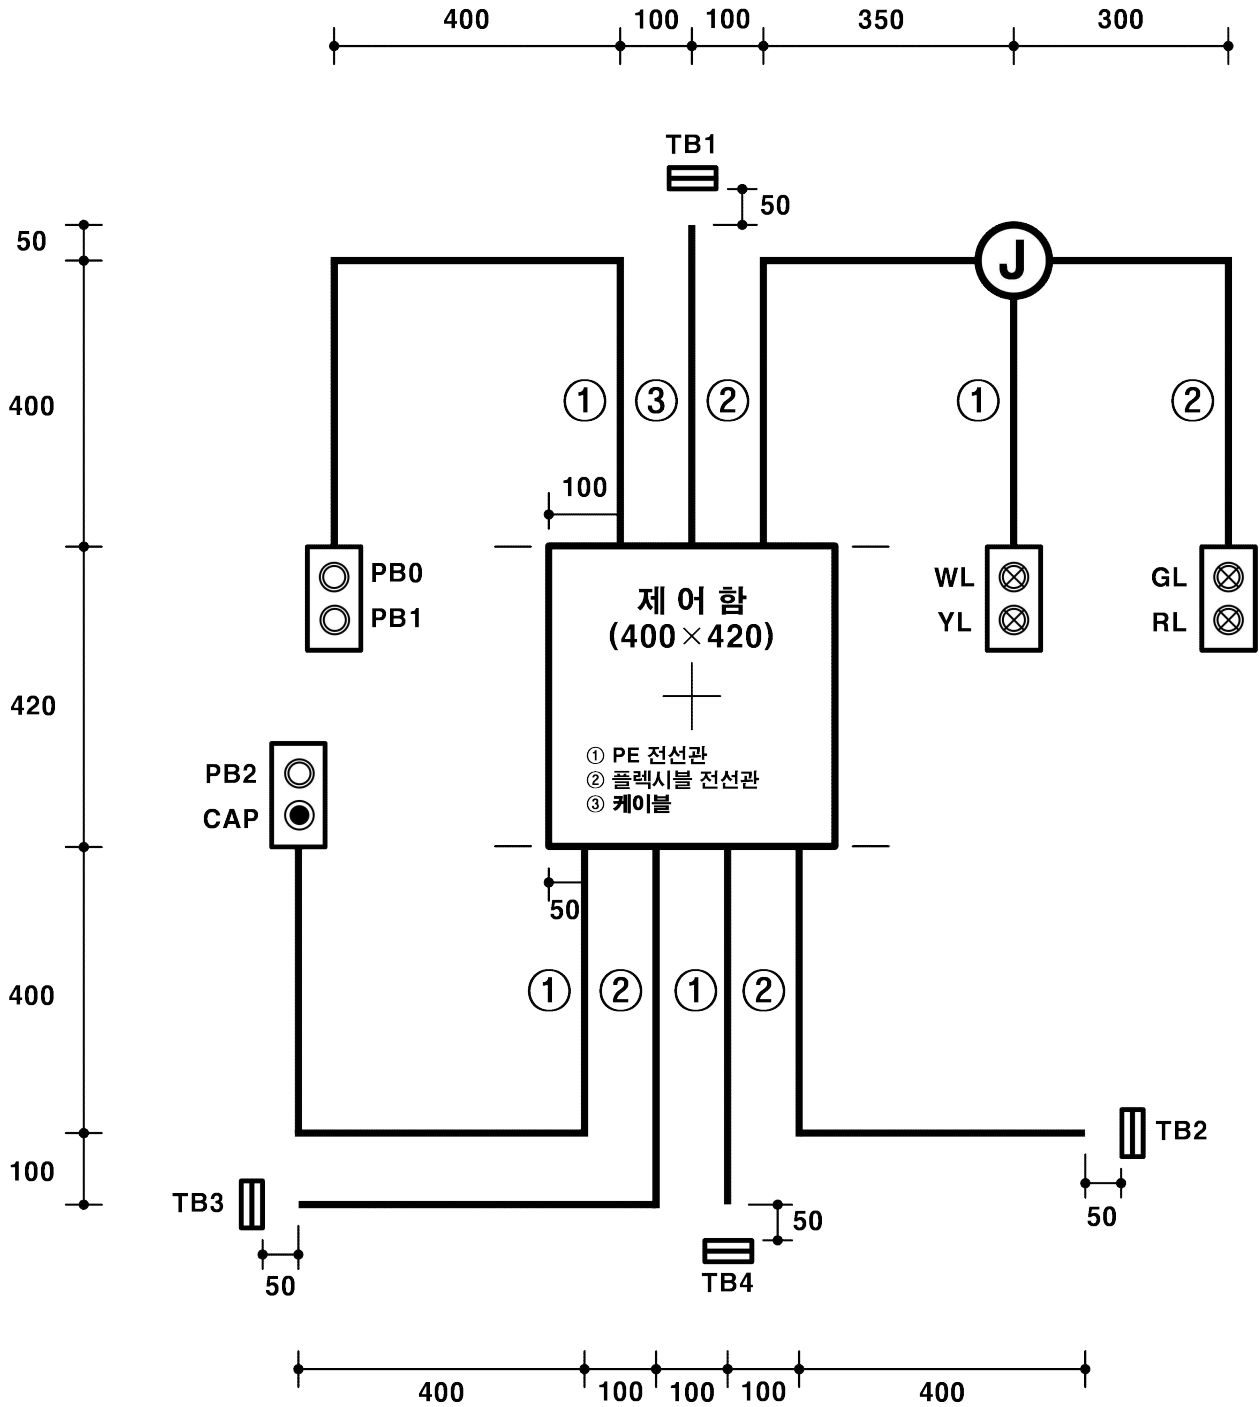 400 100 100 350 300
TB1
50
50
J
400
① ③ ② ① ②
100
PB0
PB1
WL
YL
GL
RL
제 어 함
(400×420)
420
① PE 전선관
② 플렉시블 전선관
③ 케이블
PB2
CAP
50
400
① ② ① ②
100
TB2
50
TB3
50
50
TB4
400 100 100 100 400